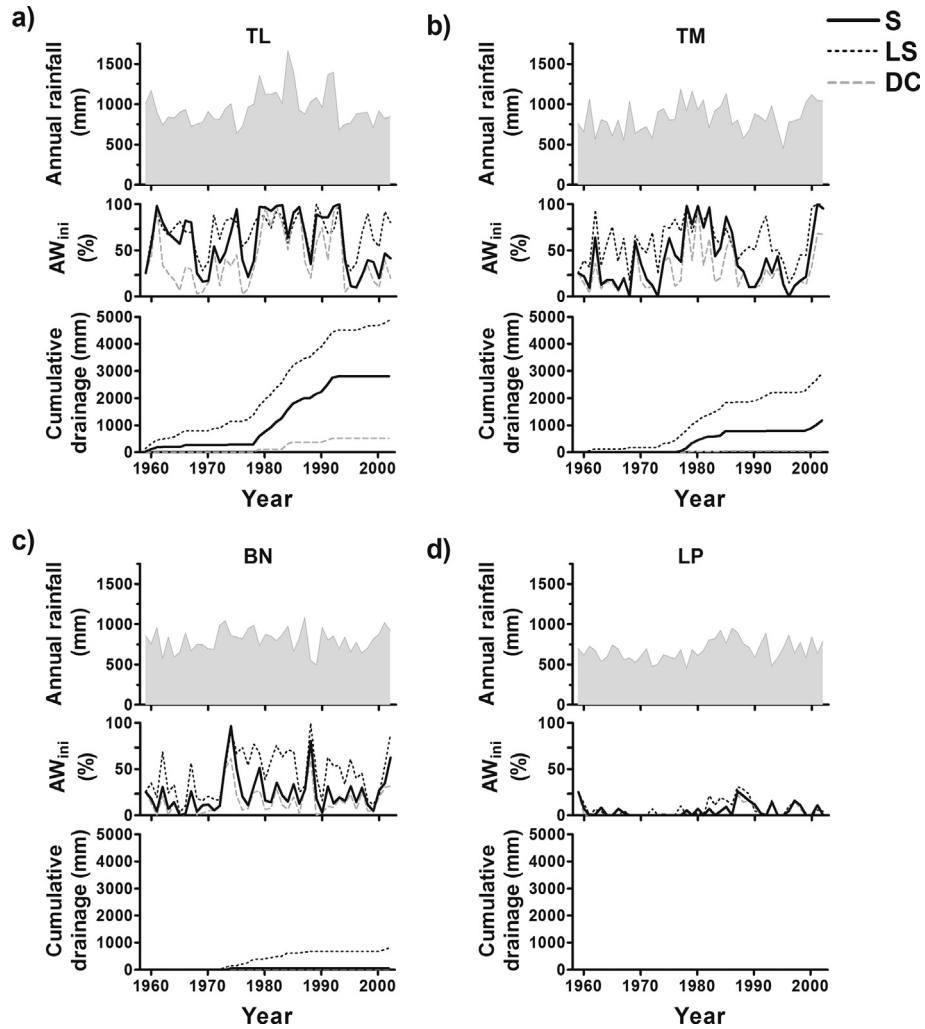 a)
TL
Annual rainfall
(mm)
1500
1000
500
0
AWini
(%)
100
50
0
Cumulative
drainage (mm)
5000
4000
3000
2000
1000
0
1960 1970 1980 1990 2000
Year
b)
TM
S
LS
DC
Annual rainfall
(mm)
1500
1000
500
0
AWini
(%)
100
50
0
Cumulative
drainage (mm)
5000
4000
3000
2000
1000
0
1960 1970 1980 1990 2000
Year
c)
BN
Annual rainfall
(mm)
1500
1000
500
0
AWini
(%)
100
50
0
Cumulative
drainage (mm)
5000
4000
3000
2000
1000
0
1960 1970 1980 1990 2000
Year
d)
LP
Annual rainfall
(mm)
1500
1000
500
0
AWini
(%)
100
50
0
Cumulative
drainage (mm)
5000
4000
3000
2000
1000
0
1960 1970 1980 1990 2000
Year